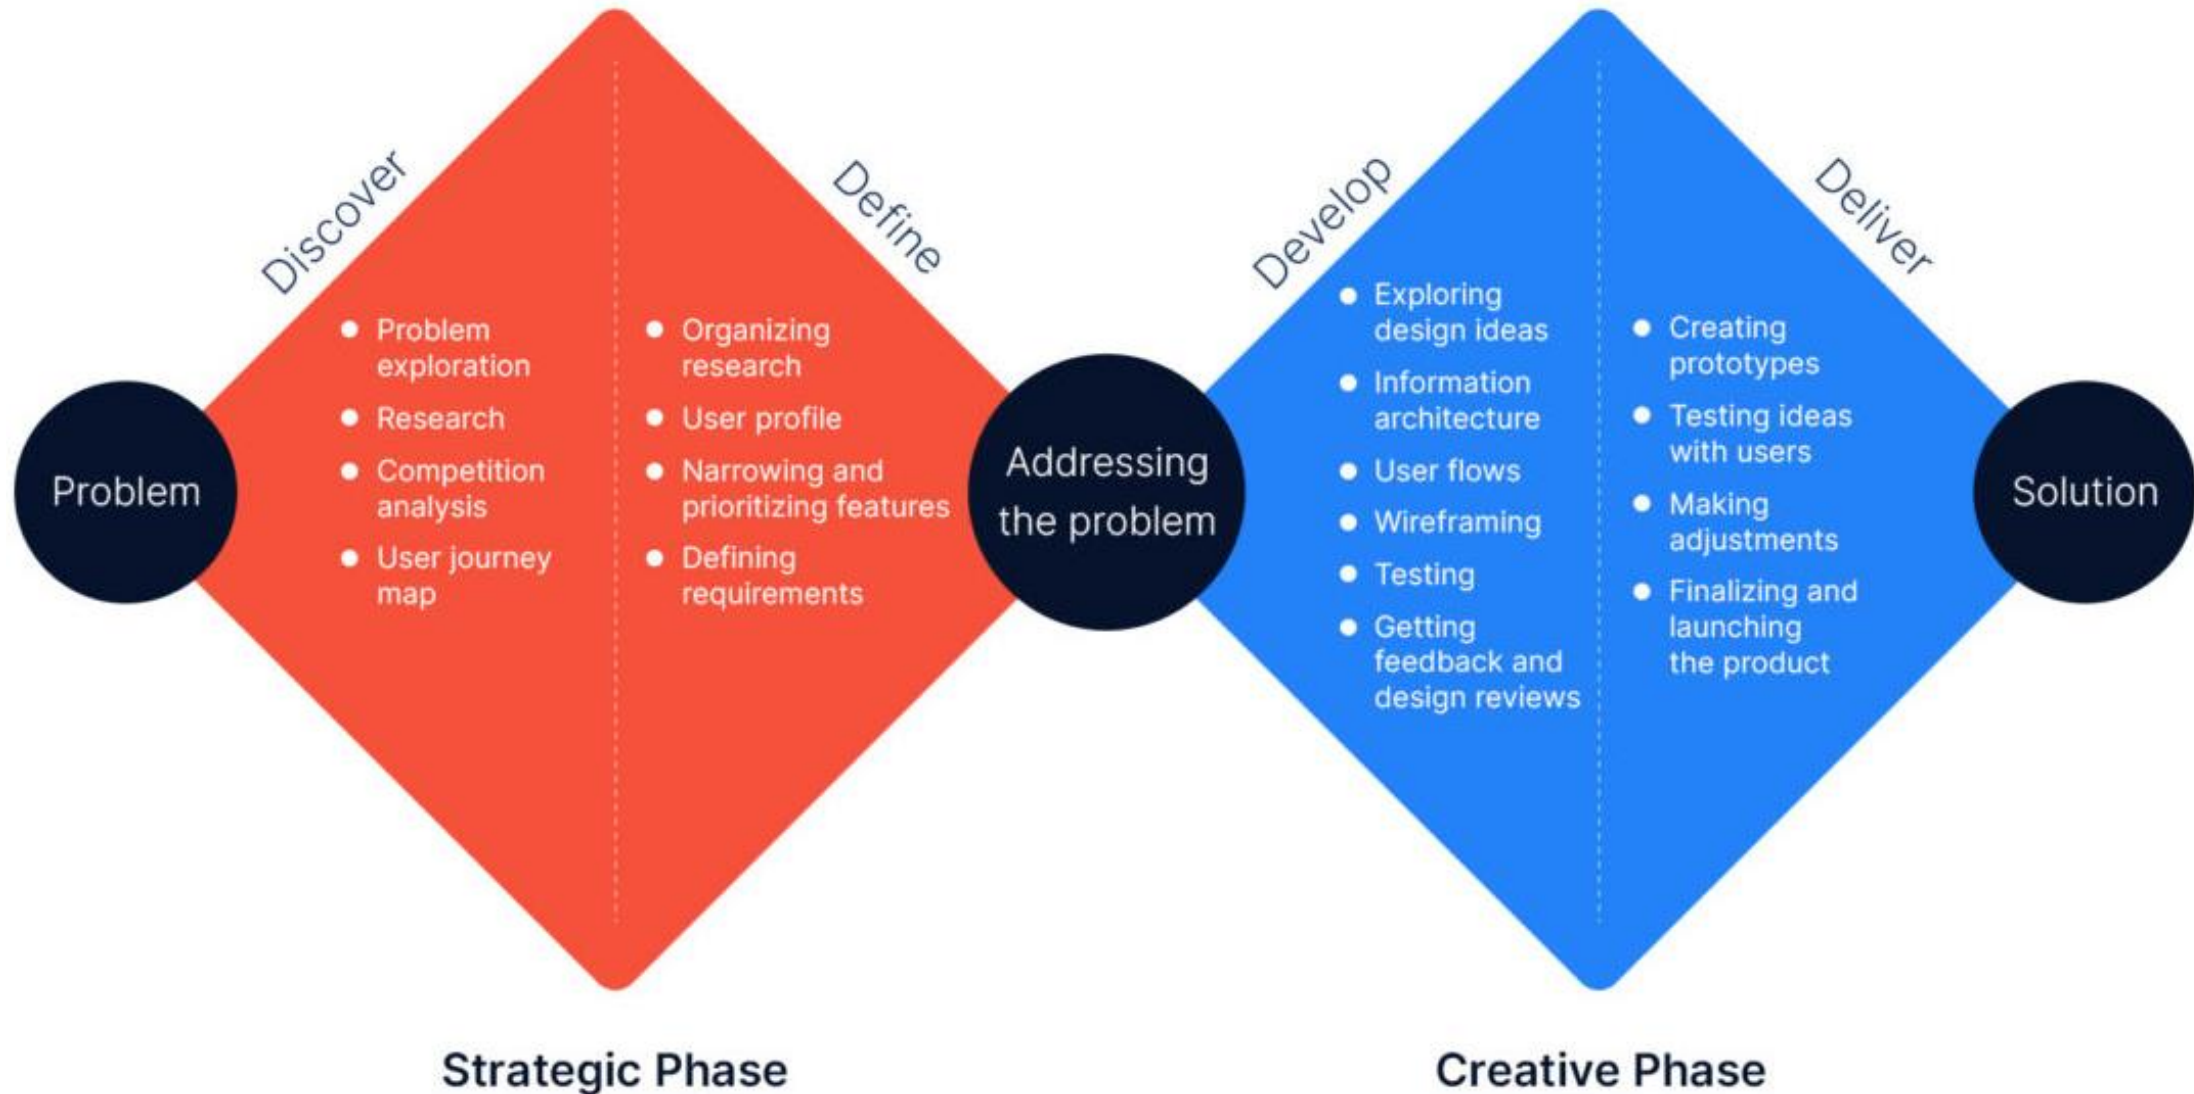 Discover
Define
Develop
Deliver
Problem
Problem
exploration
Research
Competition
analysis
User journey
map
Organizing
research
User profile
Narrowing and
prioritizing features
Defining
requirements
Addressing
the problem
Exploring
design ideas
Information
architecture
User flows
Wireframing
Testing
Getting
feedback and
design reviews
Creating
prototypes
Testing ideas
with users
Making
adjustments
Finalizing and
launching
the product
Solution
Strategic Phase
Creative Phase